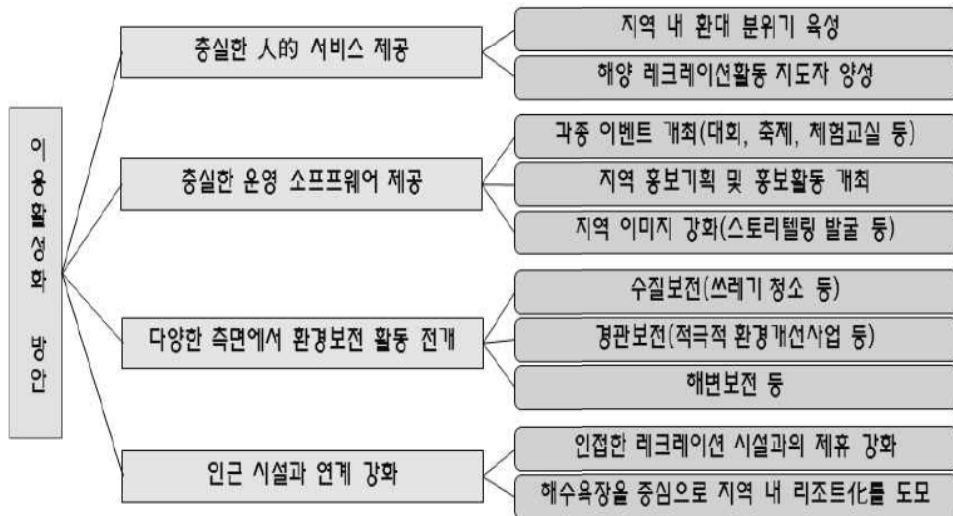 이용활성화 방안
충실한 人的 서비스 제공
지역 내 환대 분위기 육성
해양 레크레이션활동 지도자 양성
충실한 운영 소프프웨어 제공
각종 이벤트 개최(대회, 축제, 체험교실 등)
지역 홍보기획 및 홍보활동 개최
지역 이미지 강화(스토리텔링 발굴 등)
다양한 측면에서 환경보전 활동 전개
수질보전(쓰레기 청소 등)
경관보전(적극적 환경개선사업 등)
해변보전 등
인근 시설과 연계 강화
인접한 레크레이션 시설과의 제휴 강화
해수욕장을 중심으로 지역 내 리조트化를 도모